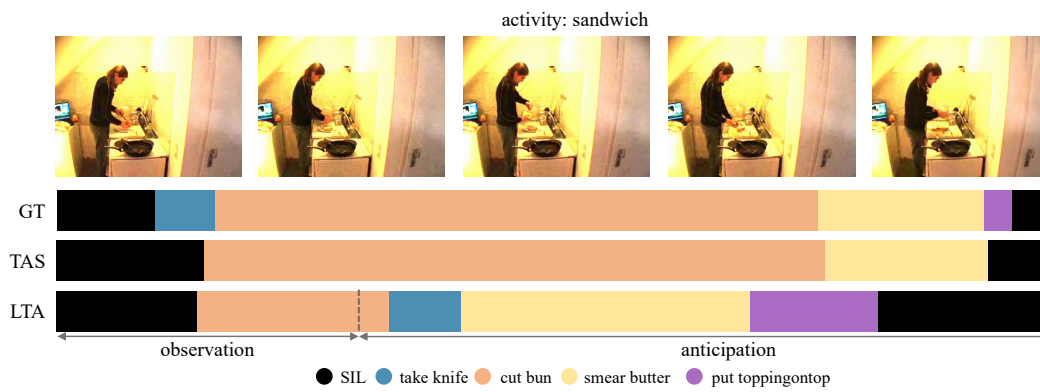 activity: sandwich
GT
TAS
LTA
observation
anticipation
SIL take knife cut bun smear butter put toppingontop